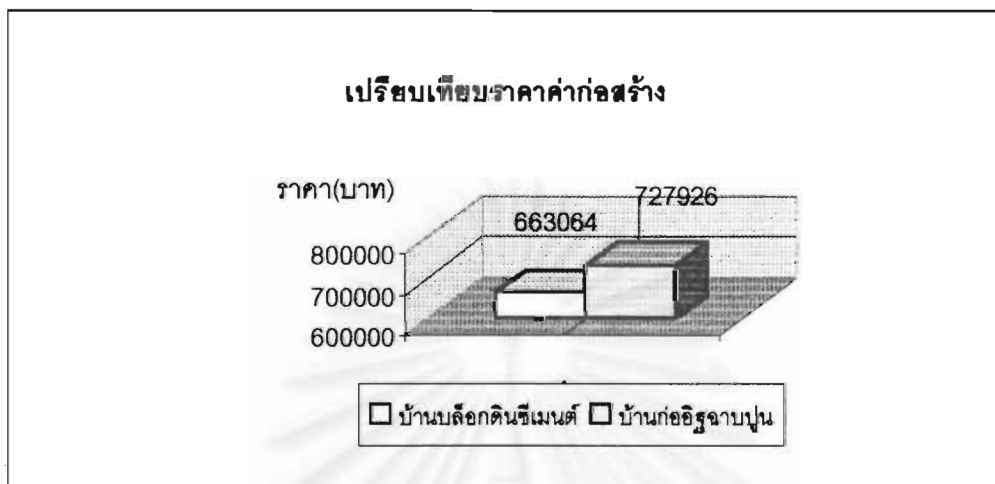 เปรียบเทียบราคาค่าก่อสร้าง
ราคา(บาท)
727926
663064
800000
700000
600000
บ้านบล็อกดินซีเมนต์ บ้านก่ออิฐฉาบปูน